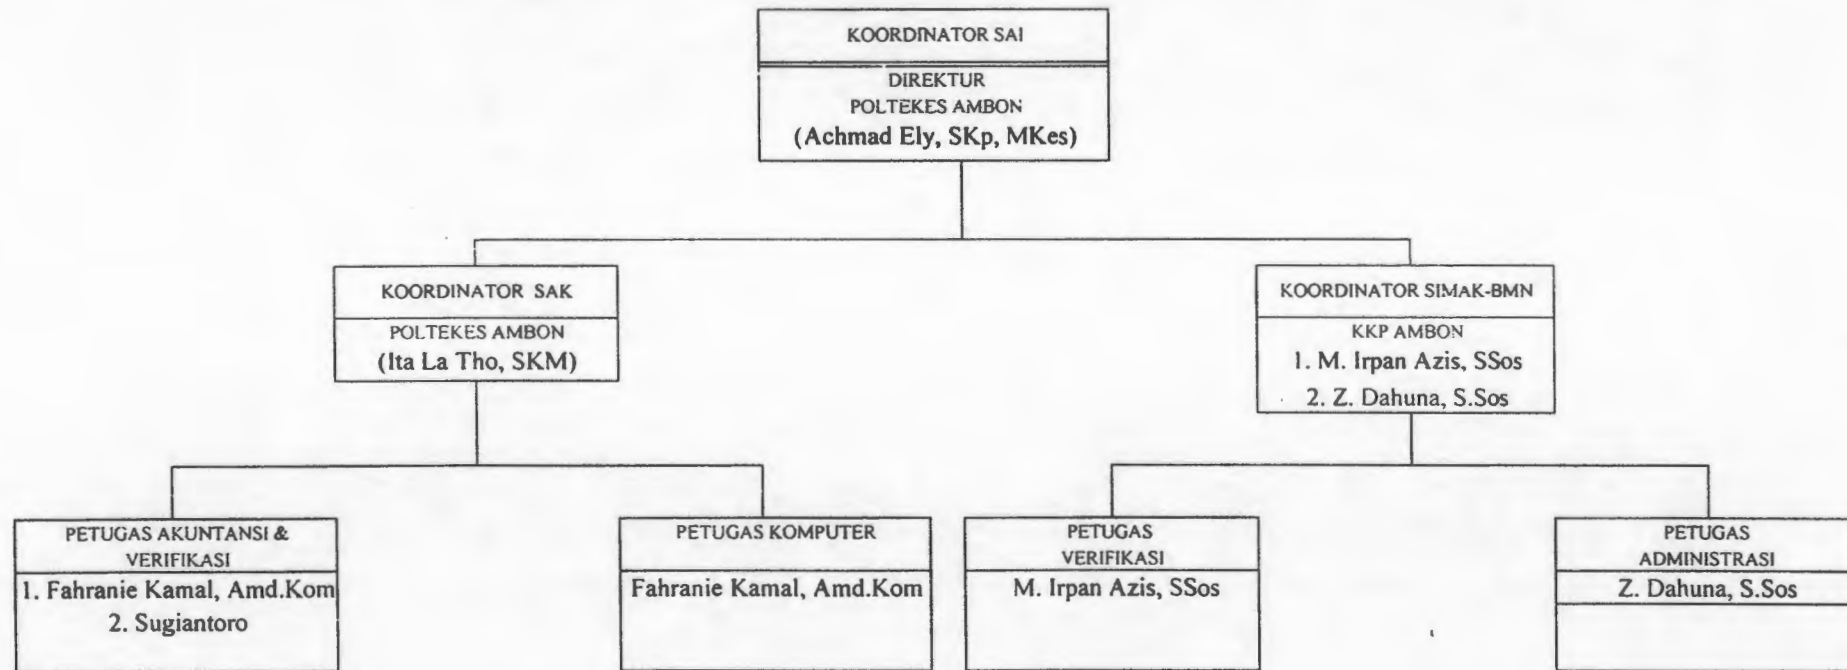 KOORDINATOR SAI
DIREKTUR
POLTEKES AMBON
(Achmad Ely, SKp, MKes)
KOORDINATOR SAK
POLTEKES AMBON
(Ita La Tho, SKM)
KOORDINATOR SIMAK-BMN
KKP AMBON
1. M. Irpan Azis, SSos
2. Z. Dahuna, S.Sos
PETUGAS AKUNTANSI &
VERIFIKASI
1. Fahranie Kamal, Amd.Kom
2. Sugiantoro
PETUGAS KOMPUTER
Fahranie Kamal, Amd.Kom
PETUGAS
VERIFIKASI
M. Irpan Azis, SSos
PETUGAS
ADMINISTRASI
Z. Dahuna, S.Sos